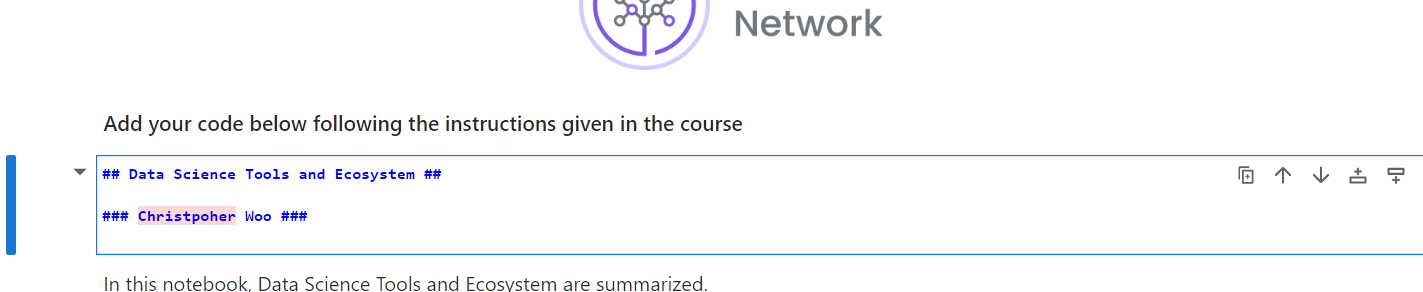 Network
Add your code below following the instructions given in the course
## Data Science Tools and Ecosystem ##
### Christpoher Woo ###
In this notebook, Data Science Tools and Ecosystem are summarized.